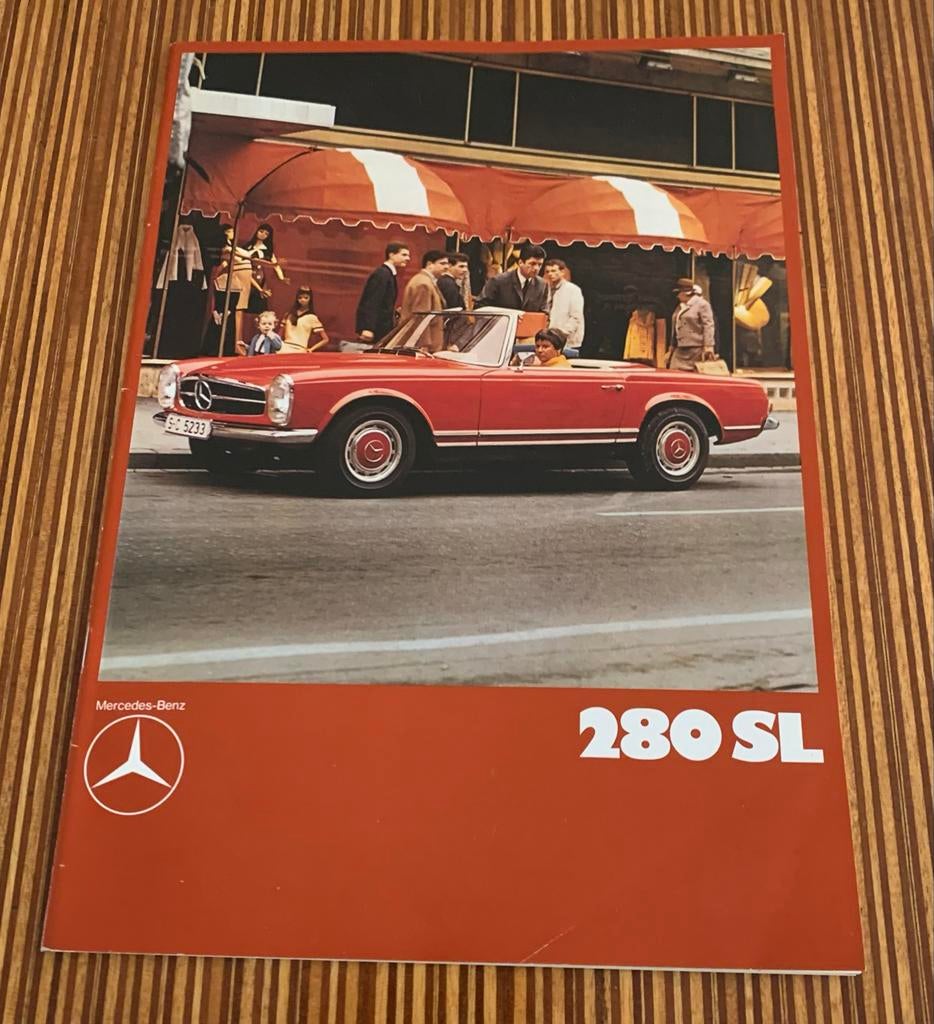 S-C 5233
Mercedes-Benz
280 SL